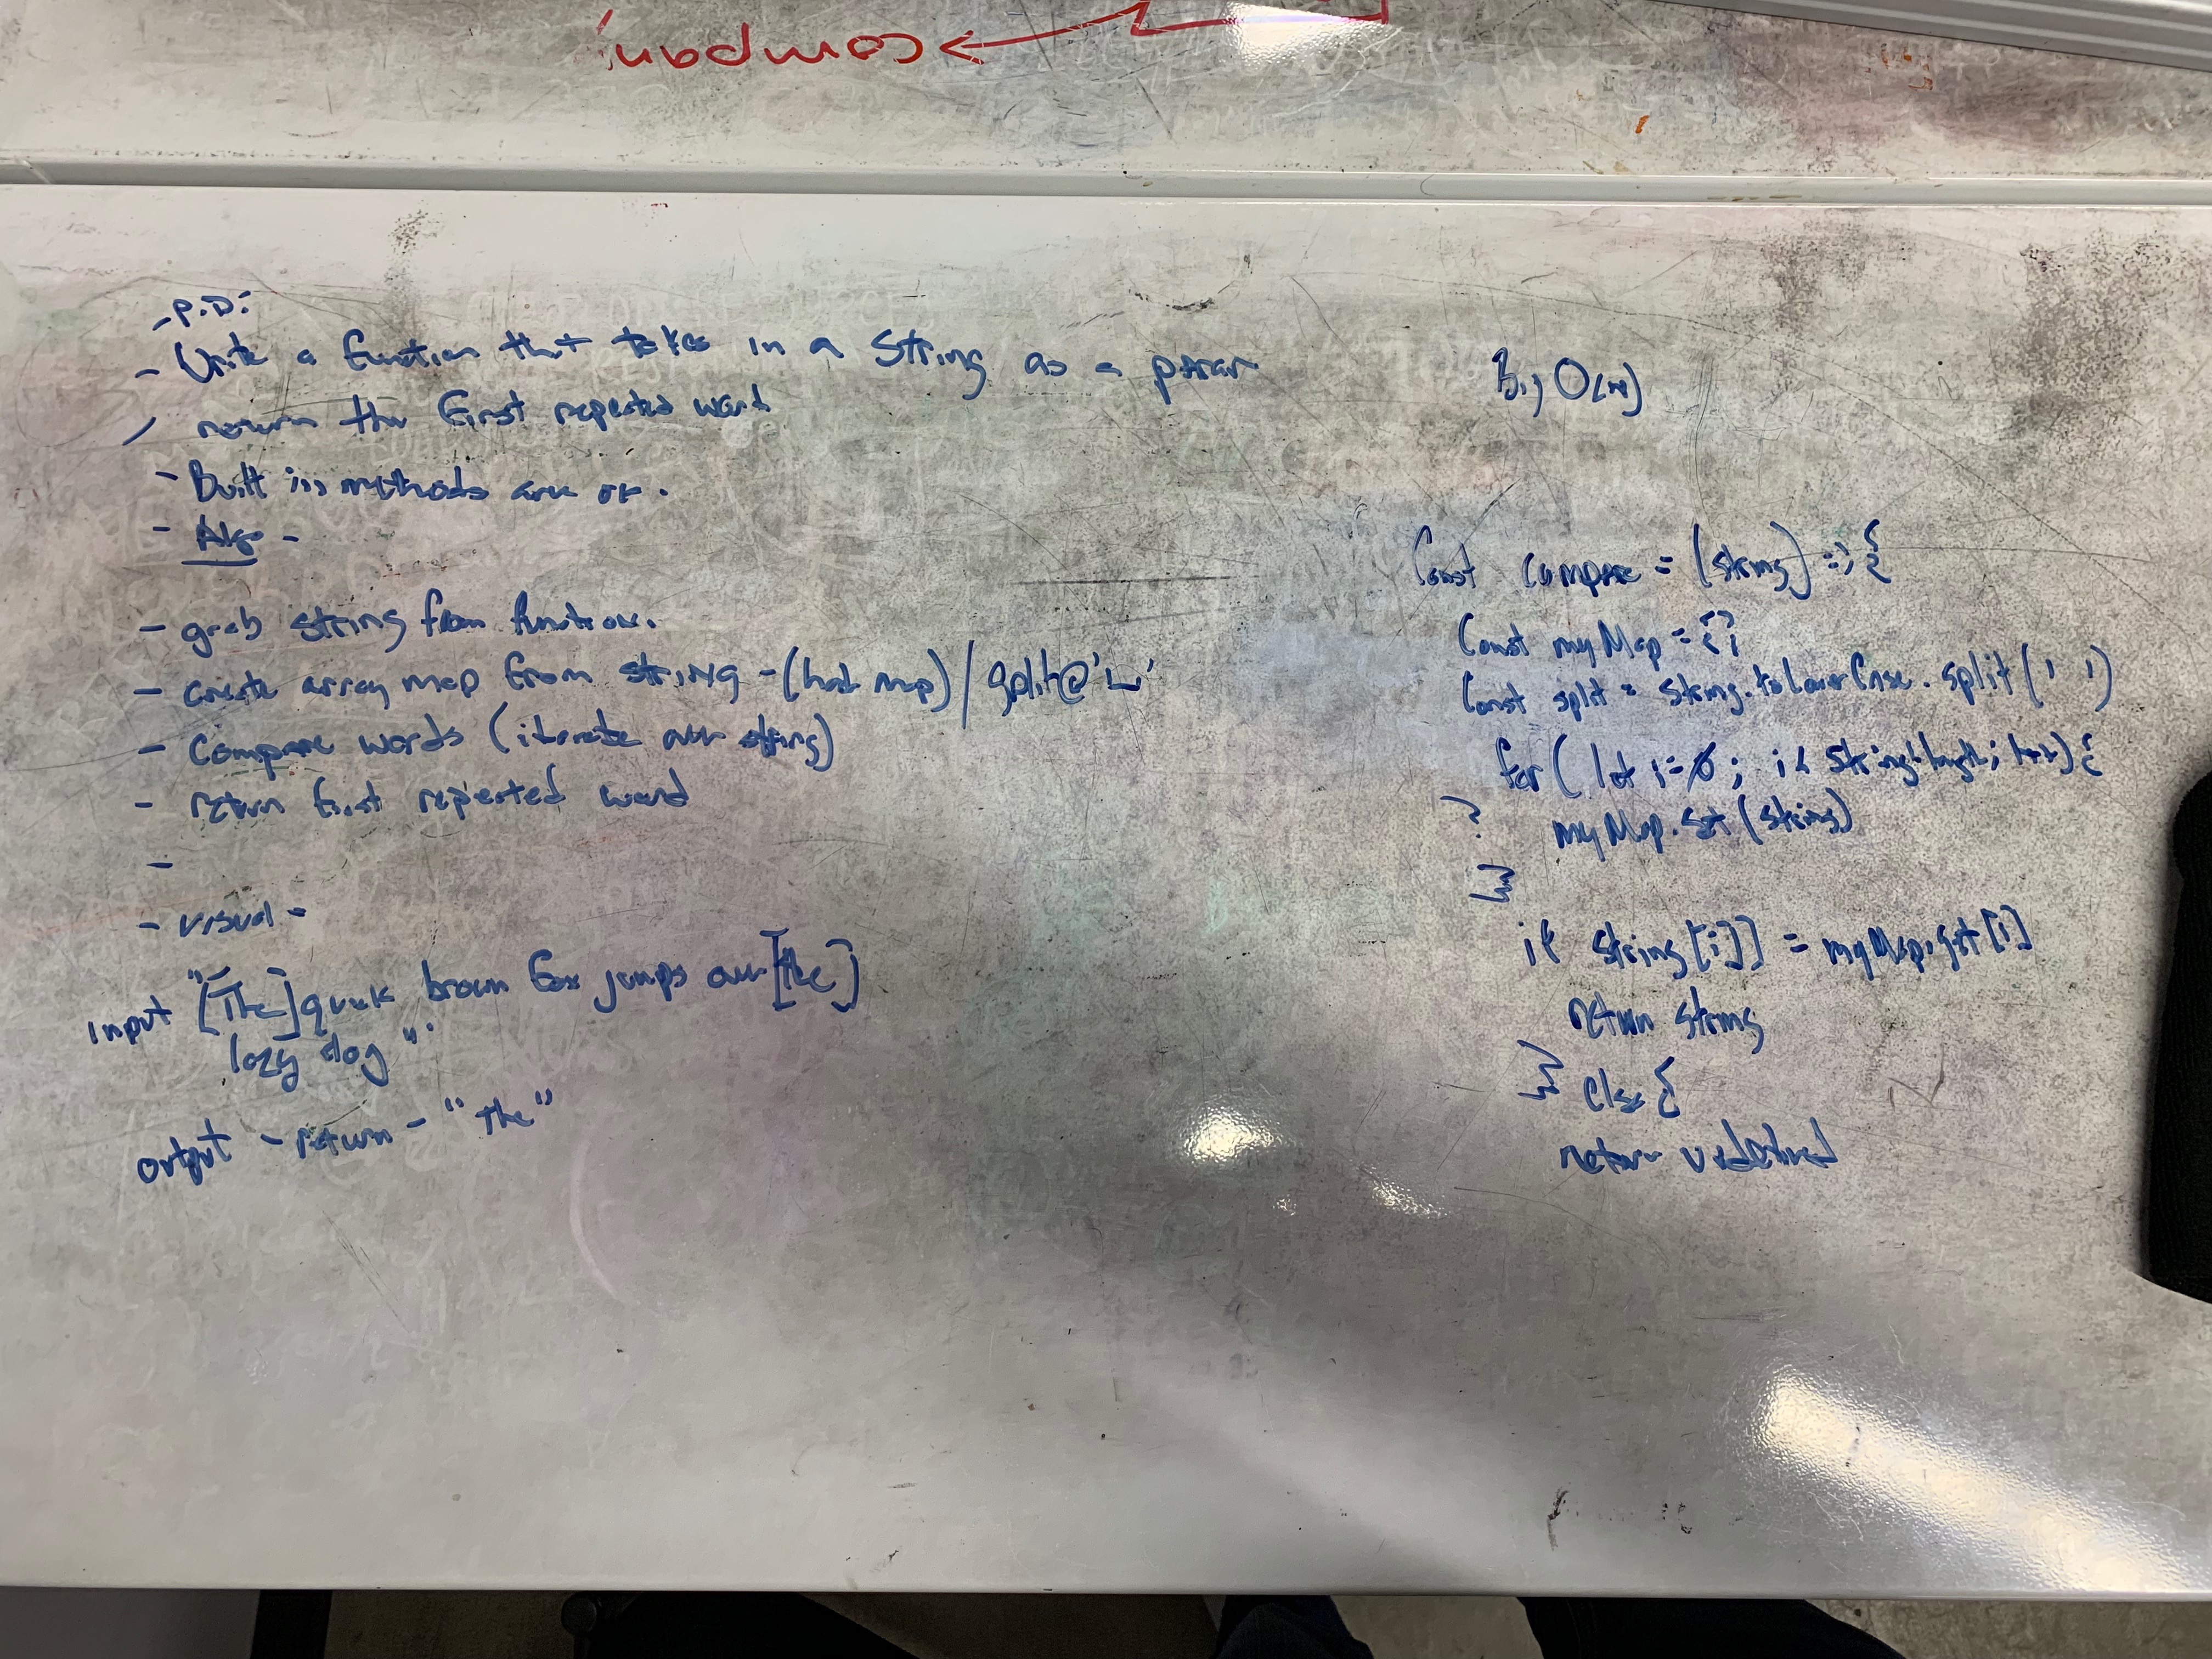 compani
- P.D:
- Write a function that takes in a string as a param
- return the first repeated word
- Built in methods are ok.
- Algo -
- grab string from function.
- create array map from string - (hash map) / split@' '
- Compare words (iterate over string)
- return first repeated word
-
- visual -
input "[The] quick brown fox jumps over [the]
lazy dog".
output - return - "the"
Big O(n)
Const compare = (string) => {
Const myMap = {};
Const split = string.toLowerCase.split(' ')
for( let i=0; i < string.length; i++) {
? myMap.set(string)
}
if string[i]] = myMap.get[i]
return string
} else {
return undefined